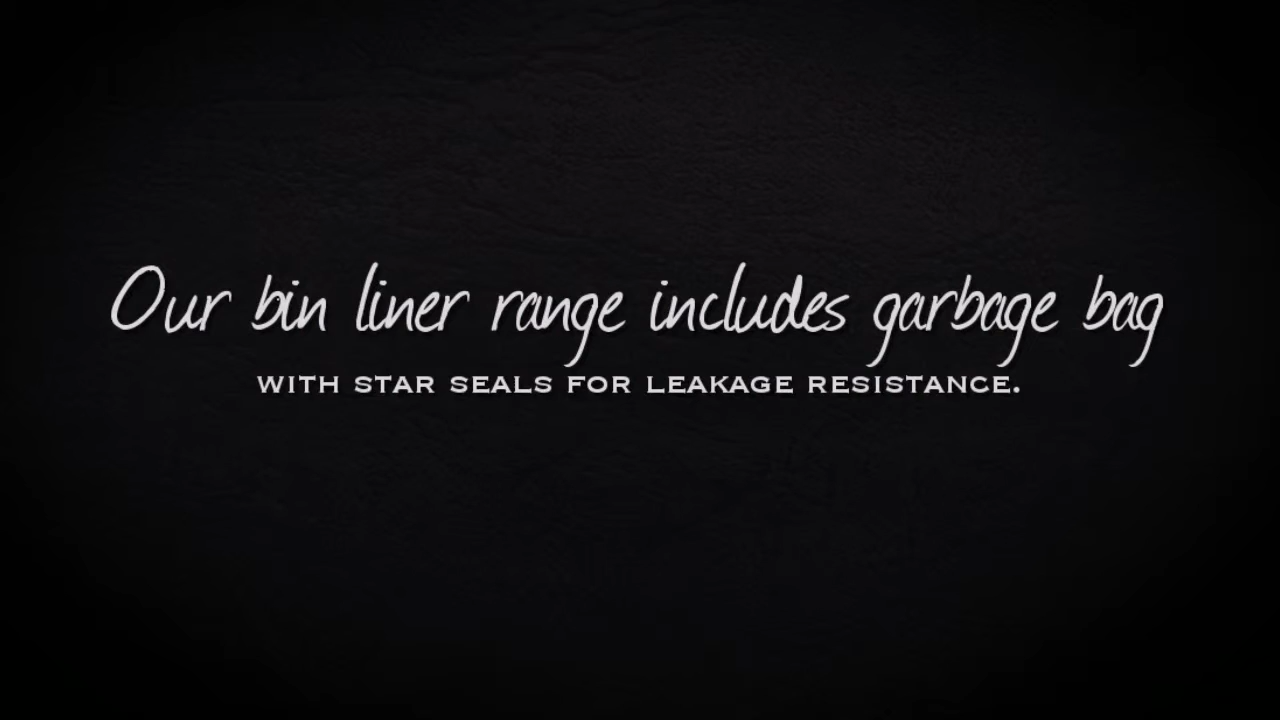 Our bin liner range includes garbage bag
WITH STAR SEALS FOR LEAKAGE RESISTANCE.